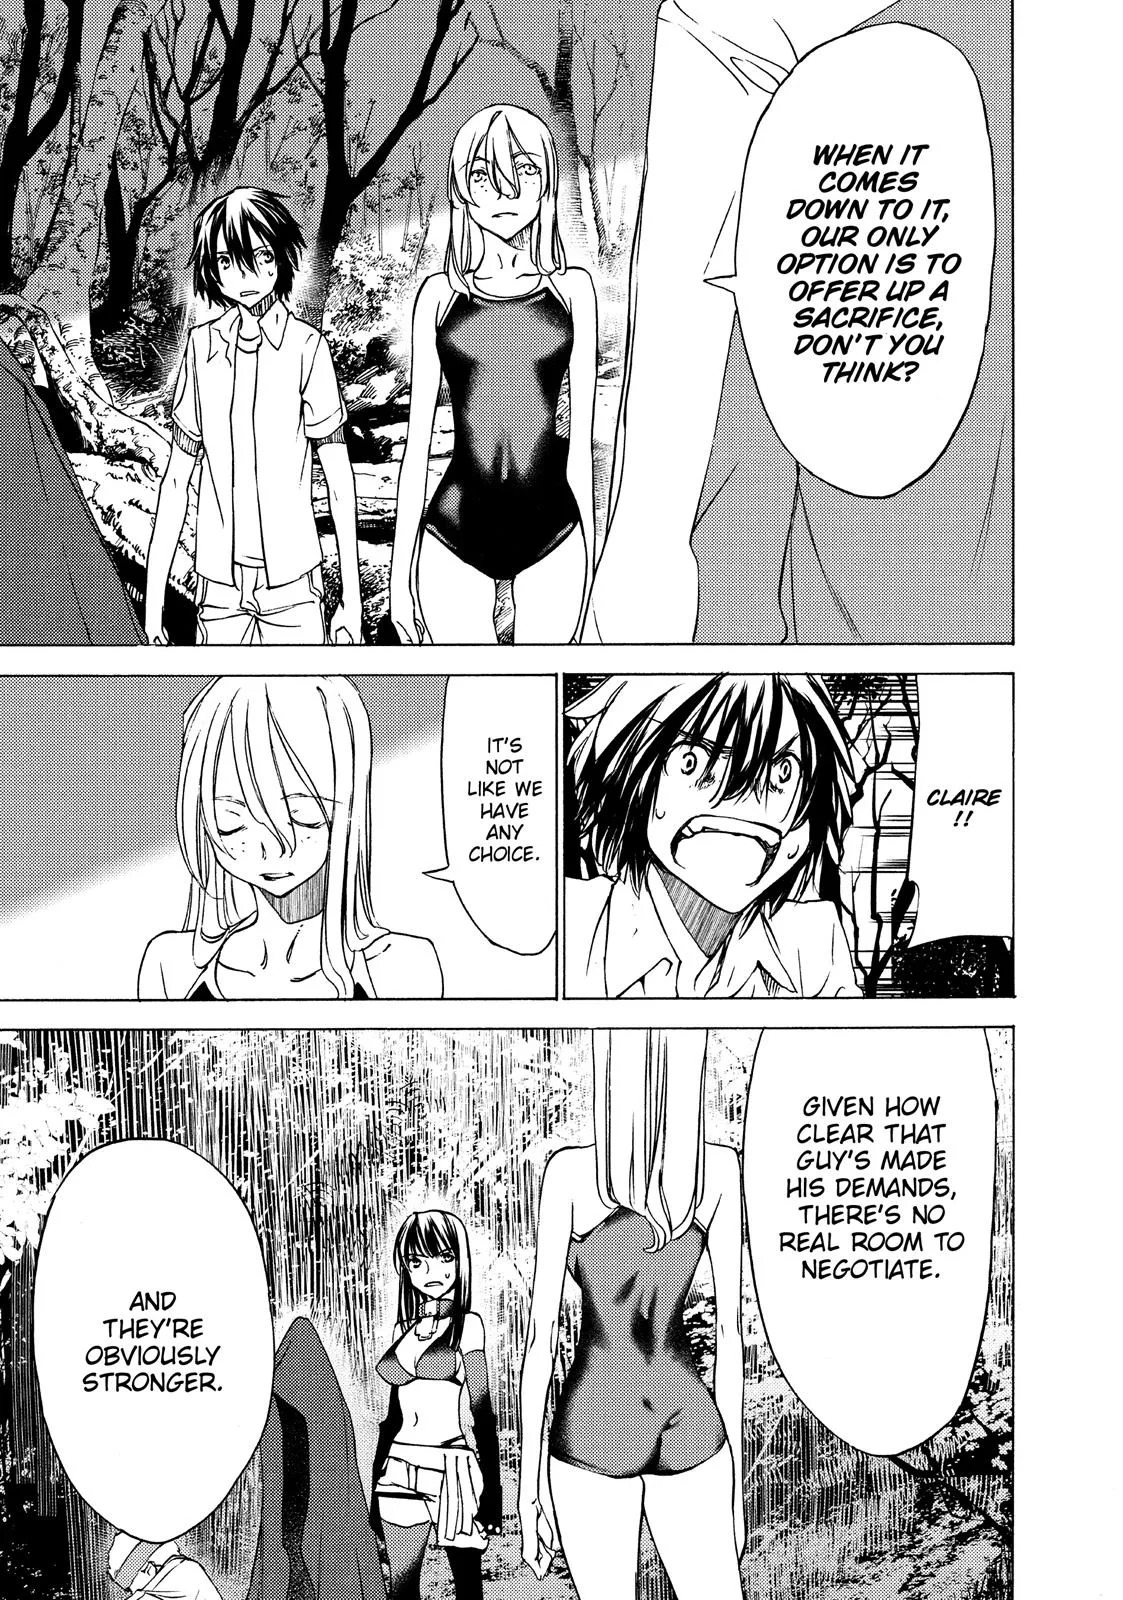 WHEN IT
COMES
DOWN TO IT,
OUR ONLY
OPTION IS TO
OFFER UP A
SACRIFICE,
DON'T YOU
THINK?
CLAIRE
!!
IT'S
NOT
LIKE WE
HAVE
ANY
CHOICE.
GIVEN HOW
CLEAR THAT
GUY'S MADE
HIS DEMANDS,
THERE'S NO
REAL ROOM TO
NEGOTIATE.
AND
THEY'RE
OBVIOUSLY
STRONGER.